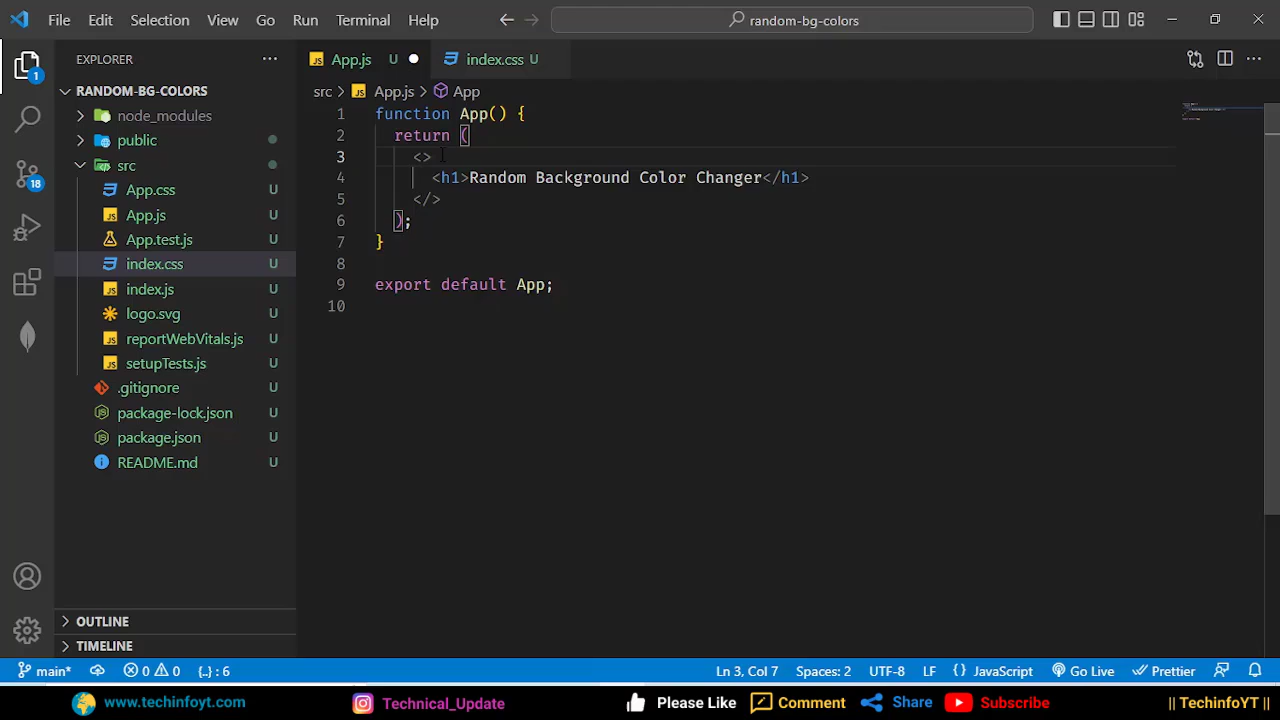 File Edit Selection View Go Run Terminal Help
random-bg-colors
EXPLORER
App.js U
index.css U
RANDOM-BG-COLORS
node_modules
public
src
App.css U
App.js U
App.test.js U
index.css U
index.js U
logo.svg U
reportWebVitals.js U
setupTests.js U
.gitignore U
package-lock.json U
package.json U
README.md U
OUTLINE
TIMELINE
1
18
src > App.js > App
1 function App() {
2 return (
3 <>
4 <h1>Random Background Color Changer</h1>
5 </>
6 );
7 }
8
9 export default App;
10
main* 0 0 {..} : 6 Ln 3, Col 7 Spaces: 2 UTF-8 LF {} JavaScript Go Live Prettier
www.techinfoyt.com Technical_Update Please Like Comment Share Subscribe || TechinfoYT ||